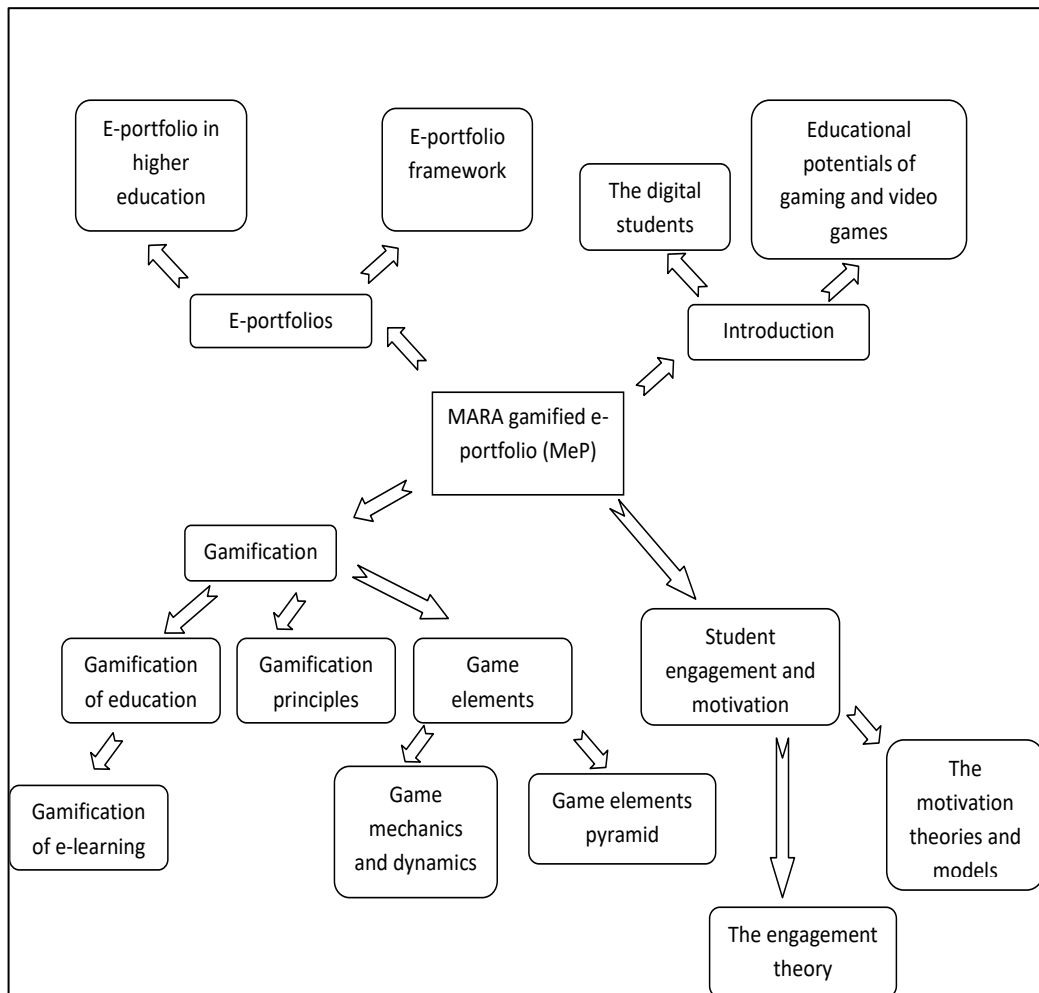 E-portfolio in
higher
education
E-portfolio
framework
The digital
students
Educational
potentials of
gaming and video
games
E-portfolios
Introduction
MARA gamified e-
portfolio (MeP)
Gamification
Gamification
of education
Gamification
principles
Game
elements
Student
engagement and
motivation
Gamification
of e-learning
Game
mechanics
and dynamics
Game elements
pyramid
The
motivation
theories and
models
The engagement
theory